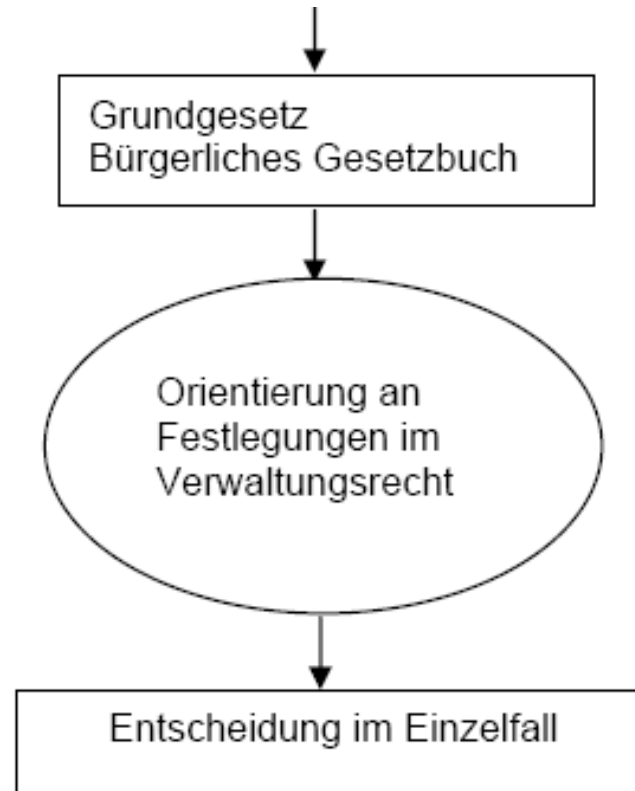 Grundgesetz
Bürgerliches Gesetzbuch
Orientierung an
Festlegungen im
Verwaltungsrecht
Entscheidung im Einzelfall